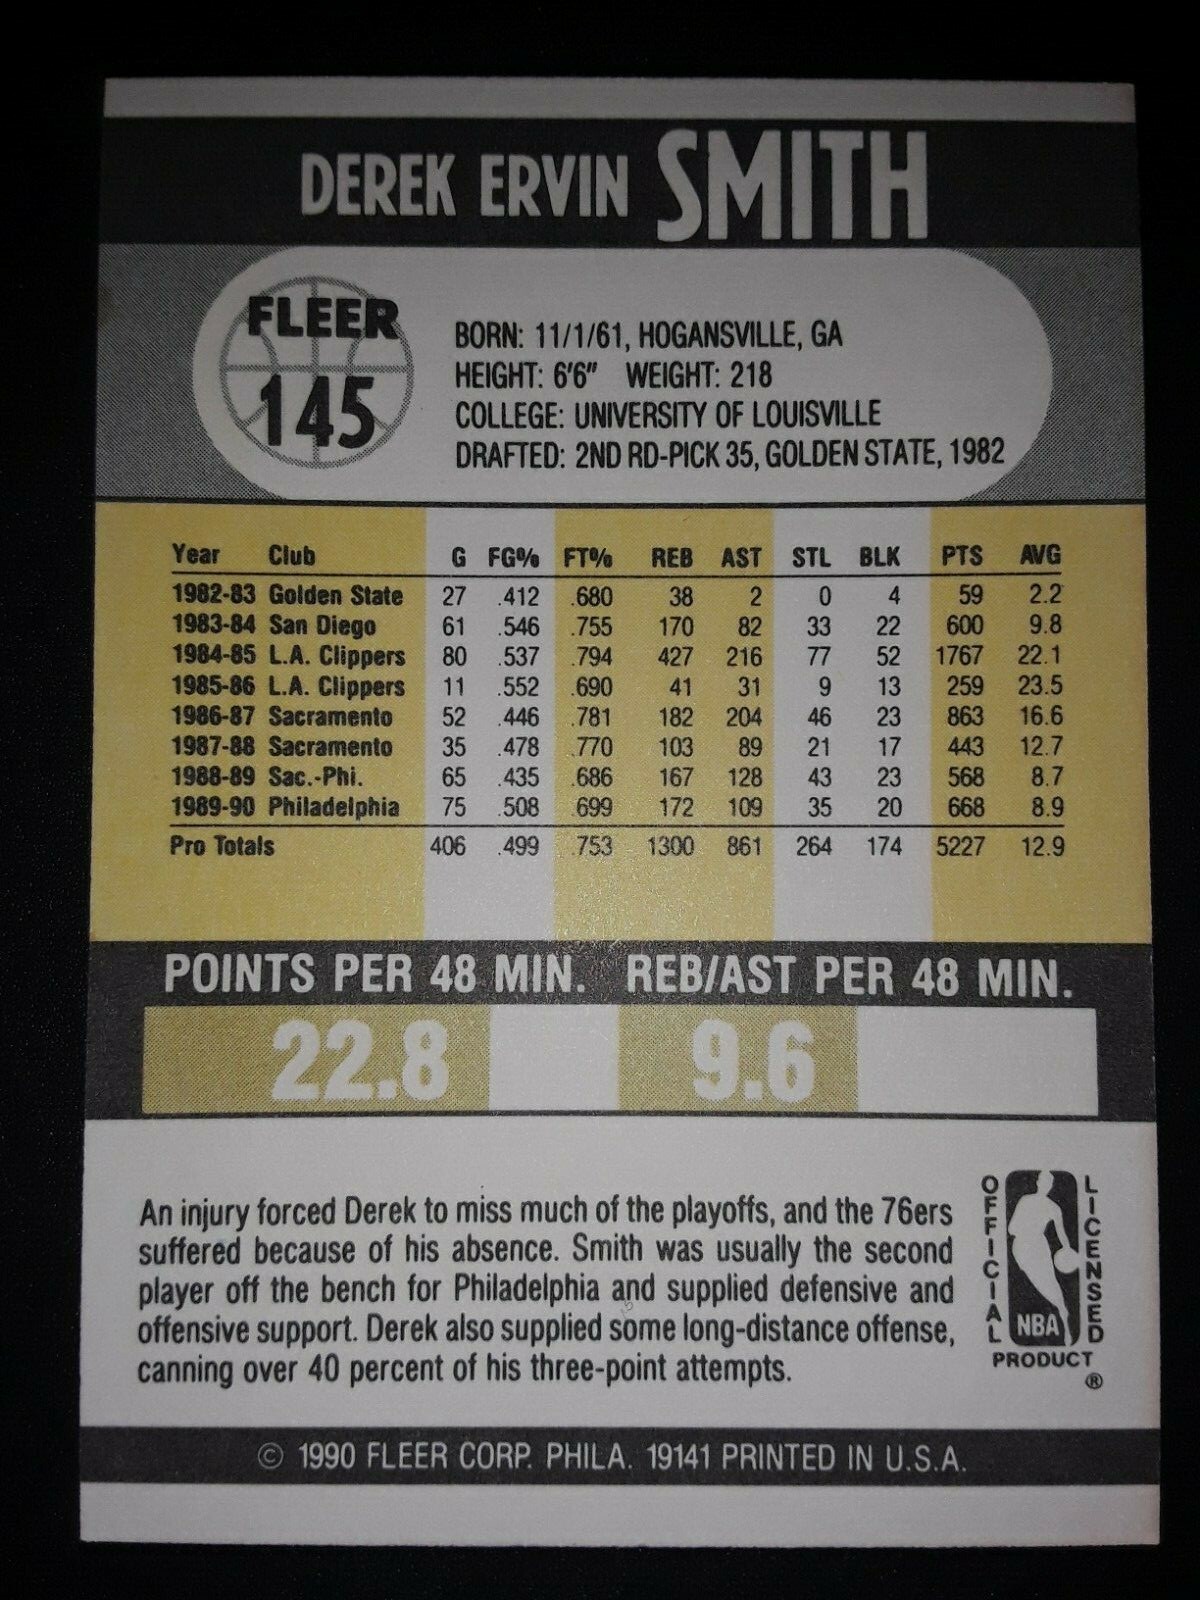 DEREK ERVIN SMITH
FLEER
145
BORN: 11/1/61, HOGANSVILLE, GA
HEIGHT: 6'6" WEIGHT: 218
COLLEGE: UNIVERSITY OF LOUISVILLE
DRAFTED: 2ND RD-PICK 35, GOLDEN STATE, 1982
Year Club G FG% FT% REB AST STL BLK PTS AVG
1982-83 Golden State 27 .412 .680 38 2 0 4 59 2.2
1983-84 San Diego 61 .546 .755 170 82 33 22 600 9.8
1984-85 L.A. Clippers 80 .537 .794 427 216 77 52 1767 22.1
1985-86 L.A. Clippers 11 .552 .690 41 31 9 13 259 23.5
1986-87 Sacramento 52 .446 .781 182 204 46 23 863 16.6
1987-88 Sacramento 35 .478 .770 103 89 21 17 443 12.7
1988-89 Sac.-Phi. 65 .435 .686 167 128 43 23 568 8.7
1989-90 Philadelphia 75 .508 .699 172 109 35 20 668 8.9
Pro Totals 406 .499 .753 1300 861 264 174 5227 12.9
POINTS PER 48 MIN. REB/AST PER 48 MIN.
22.8 9.6
An injury forced Derek to miss much of the playoffs, and the 76ers
suffered because of his absence. Smith was usually the second
player off the bench for Philadelphia and supplied defensive and
offensive support. Derek also supplied some long-distance offense,
canning over 40 percent of his three-point attempts.
OFFICIAL
LICENSED
NBA
PRODUCT
®
© 1990 FLEER CORP. PHILA. 19141 PRINTED IN U.S.A.